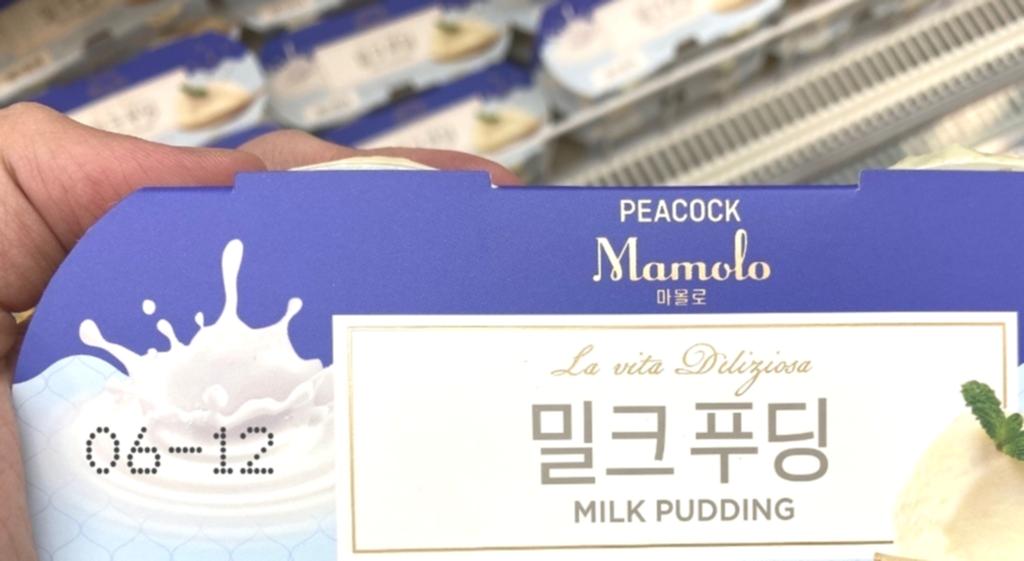 PEACOCK
Mamolo
마몰로
La vita Diliziosa
밀크푸딩
MILK PUDDING
06-12